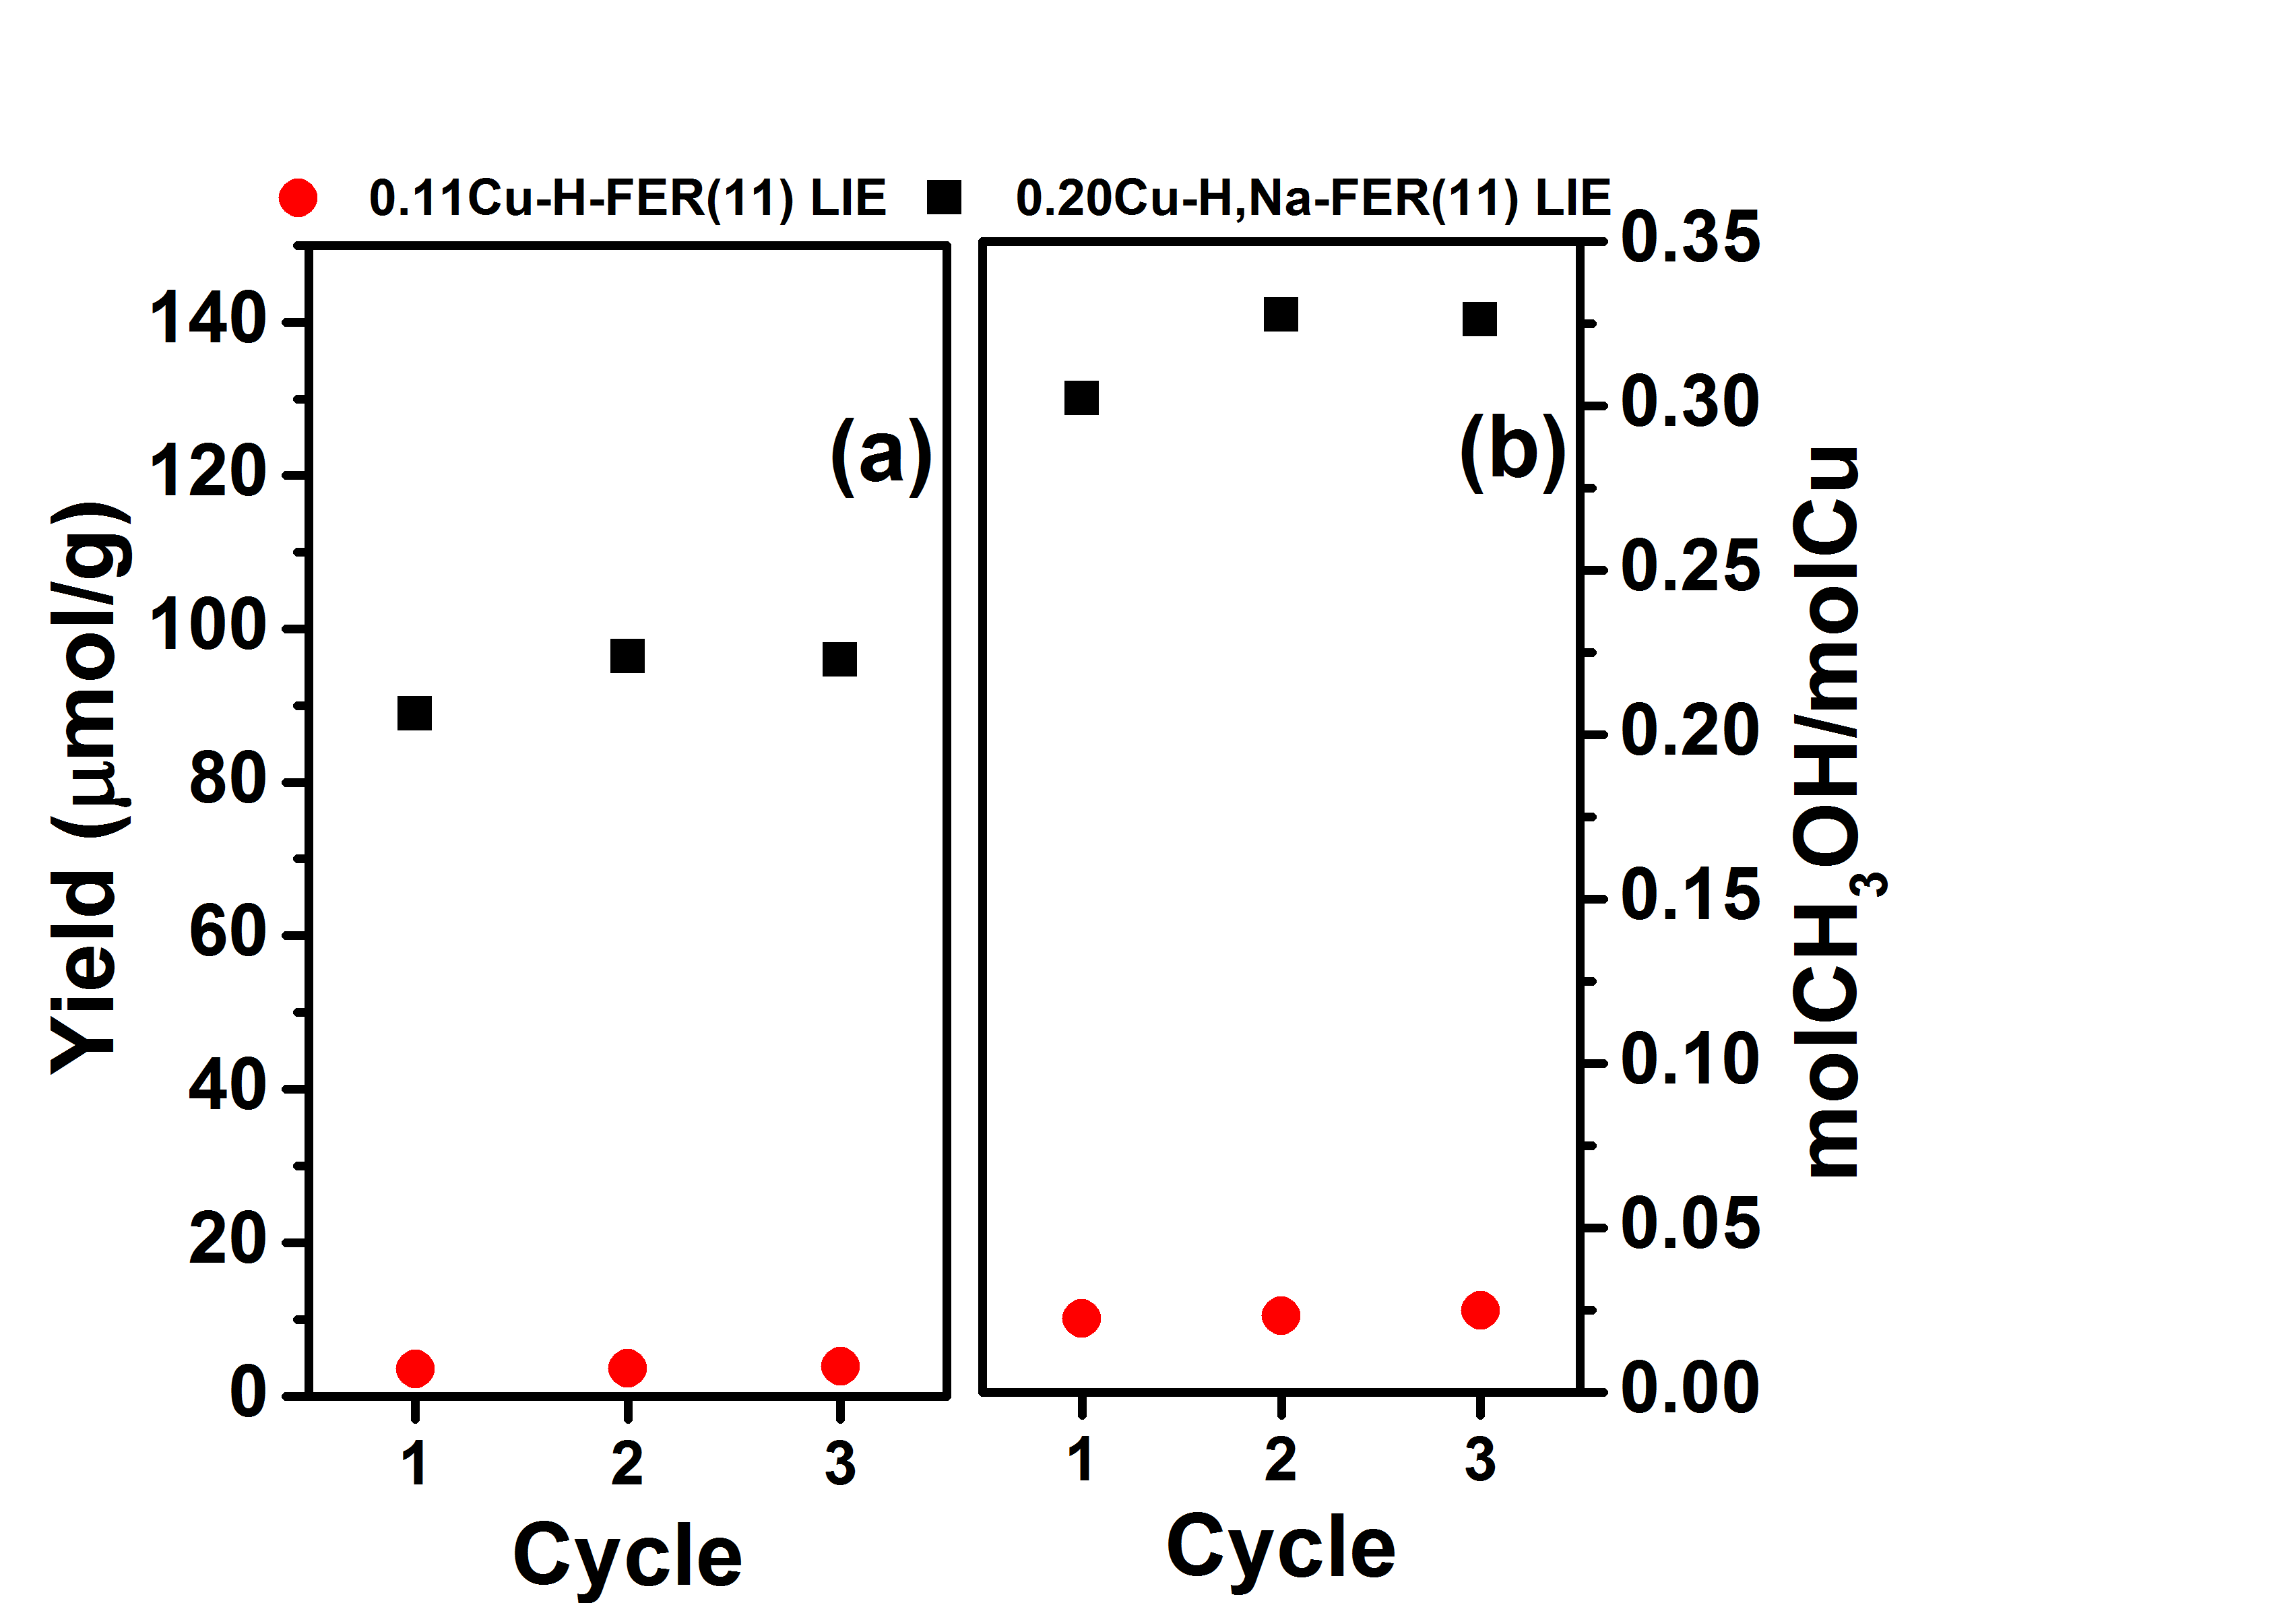 0.11Cu-H-FER(11) LIE 0.20Cu-H,Na-FER(11) LIE
Yield (μmol/g)
140
120
100
80
60
40
20
0
(a)
1 2 3
Cycle
(b)
0.35
0.30
0.25
0.20
0.15
0.10
0.05
0.00
molCH₃OH/molCu
1 2 3
Cycle